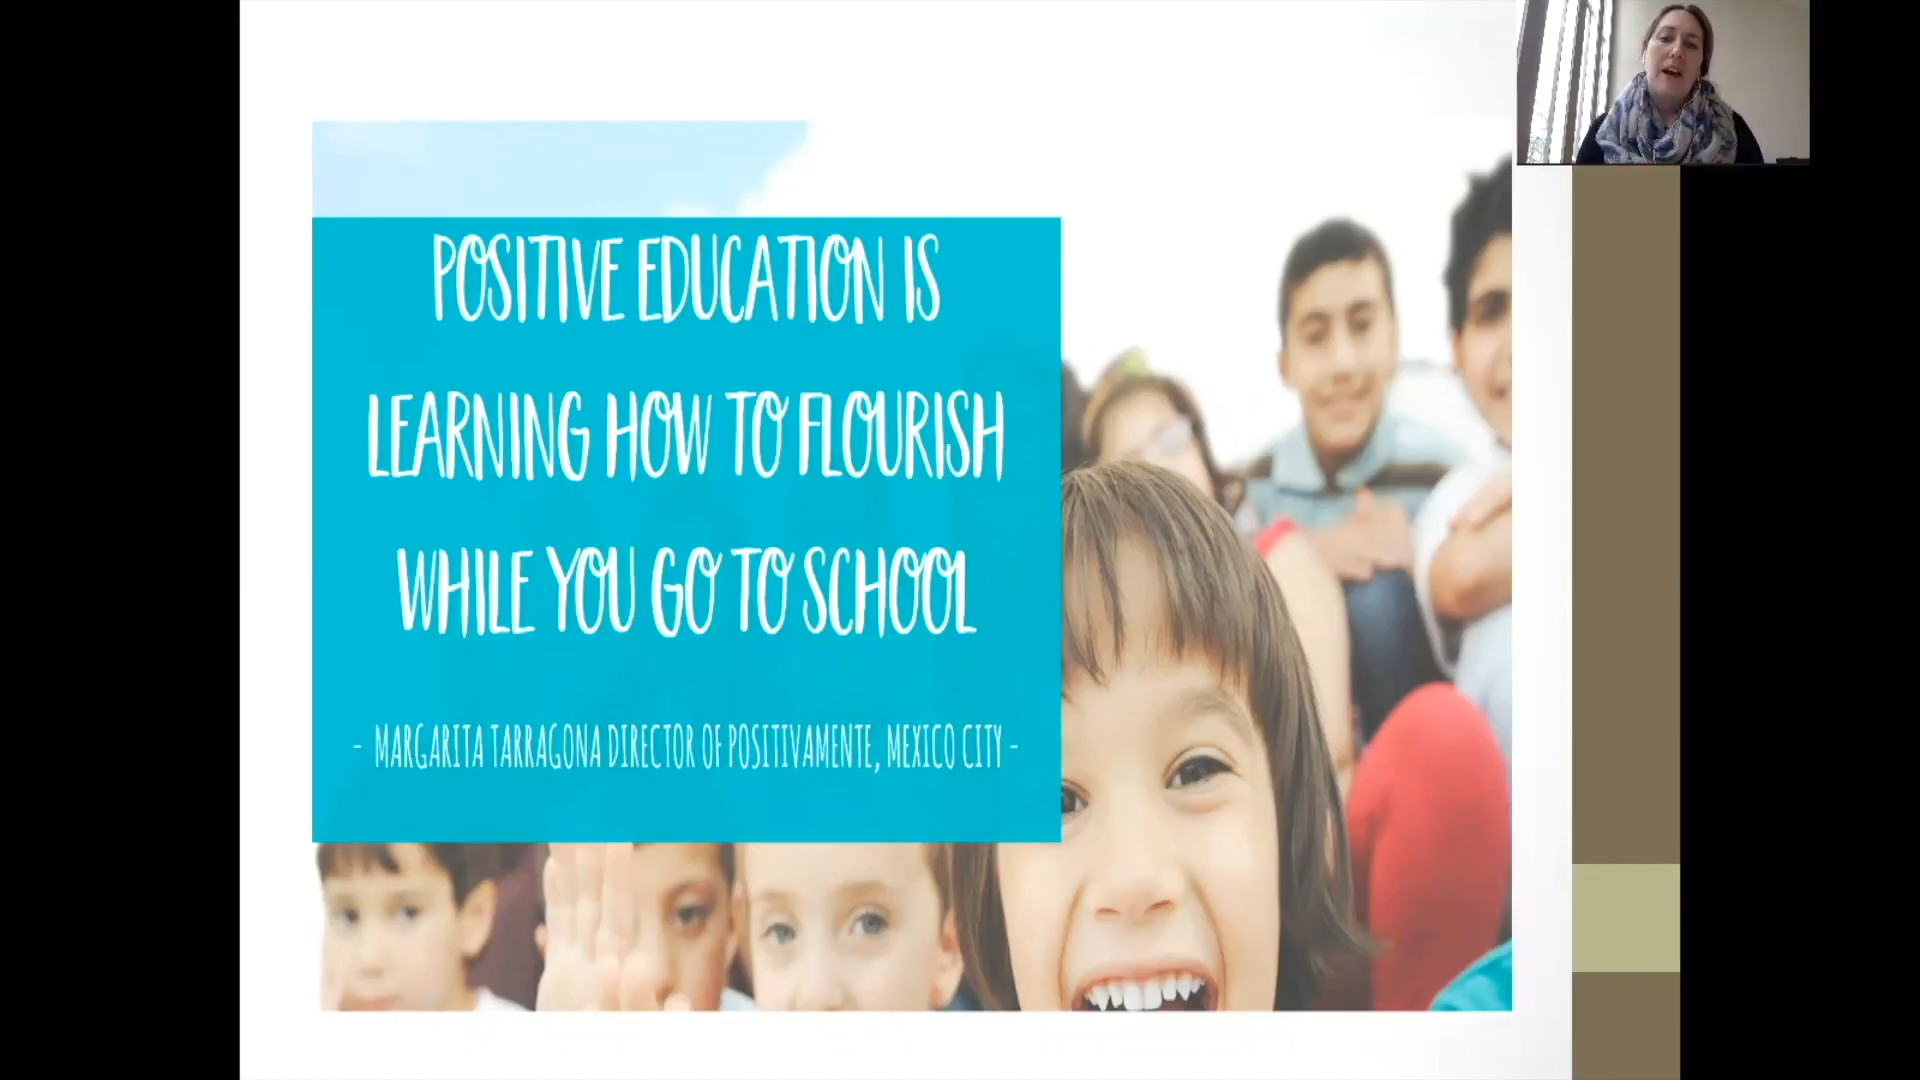 POSITIVE EDUCATION IS
LEARNING HOW TO FLOURISH
WHILE YOU GO TO SCHOOL
- MARGARITA TARRAGONA DIRECTOR OF POSITIVAMENTE, MEXICO CITY -